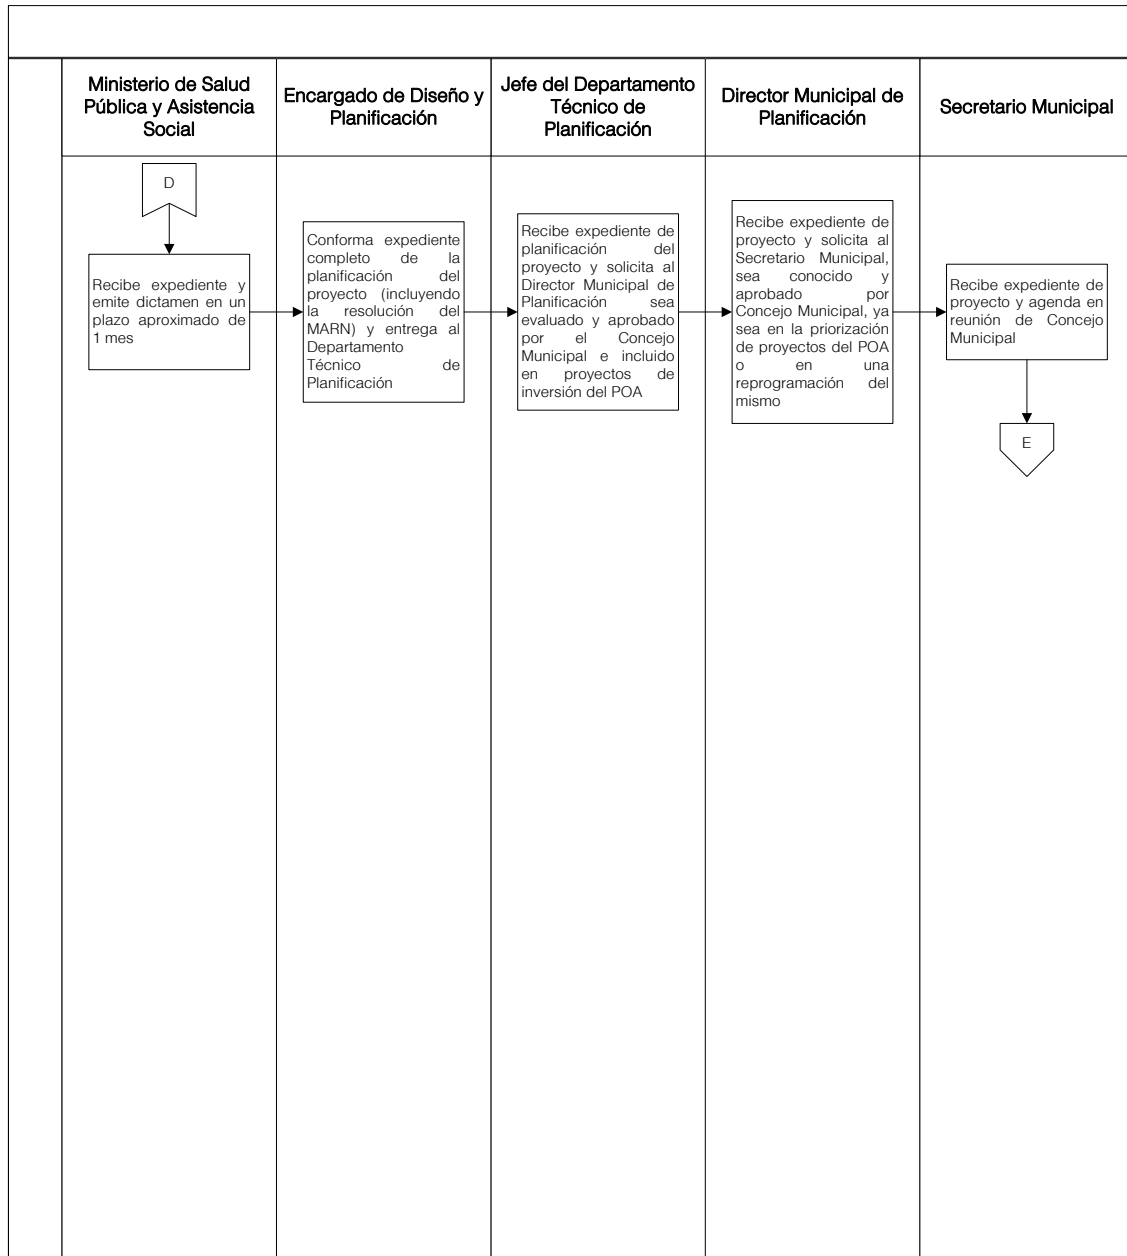 Ministerio de Salud
Pública y Asistencia
Social
Encargado de Diseño y
Planificación
Jefe del Departamento
Técnico de
Planificación
Director Municipal de
Planificación
Secretario Municipal
D
Recibe expediente y
emite dictamen en un
plazo aproximado de
1 mes
Conforma expediente
completo de la
planificación del
proyecto (incluyendo
la resolución del
MARN) y entrega al
Departamento
Técnico de
Planificación
Recibe expediente de
planificación del
proyecto y solicita al
Director Municipal de
Planificación sea
evaluado y aprobado
por el Concejo
Municipal e incluido
en proyectos de
inversión del POA
Recibe expediente de
proyecto y solicita al
Secretario Municipal,
sea conocido y
aprobado por
Concejo Municipal, ya
sea en la priorización
de proyectos del POA
o en una
reprogramación del
mismo
Recibe expediente de
proyecto y agenda en
reunión de Concejo
Municipal
E